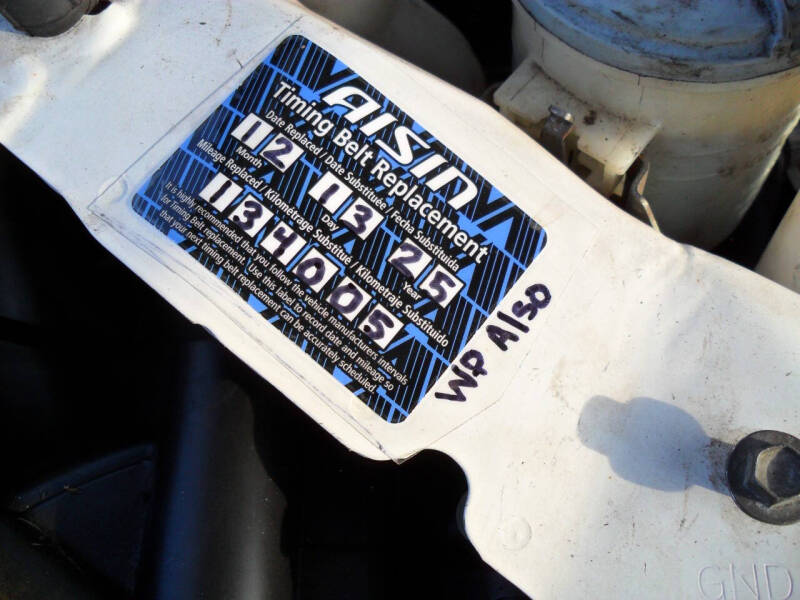 AISIN
Timing Belt Replacement
Date Replaced / Date Substituée / Fecha Substituida
12 13 25
Month Day Year
Mileage Replaced / Kilométrage Substitué / Kilometraje Substituido
134005
It is highly recommended that you follow the vehicle manufacturers intervals
for Timing Belt replacement. Use this label to record date and mileage so
that your next timing belt replacement can be accurately scheduled.
WP Also
GND